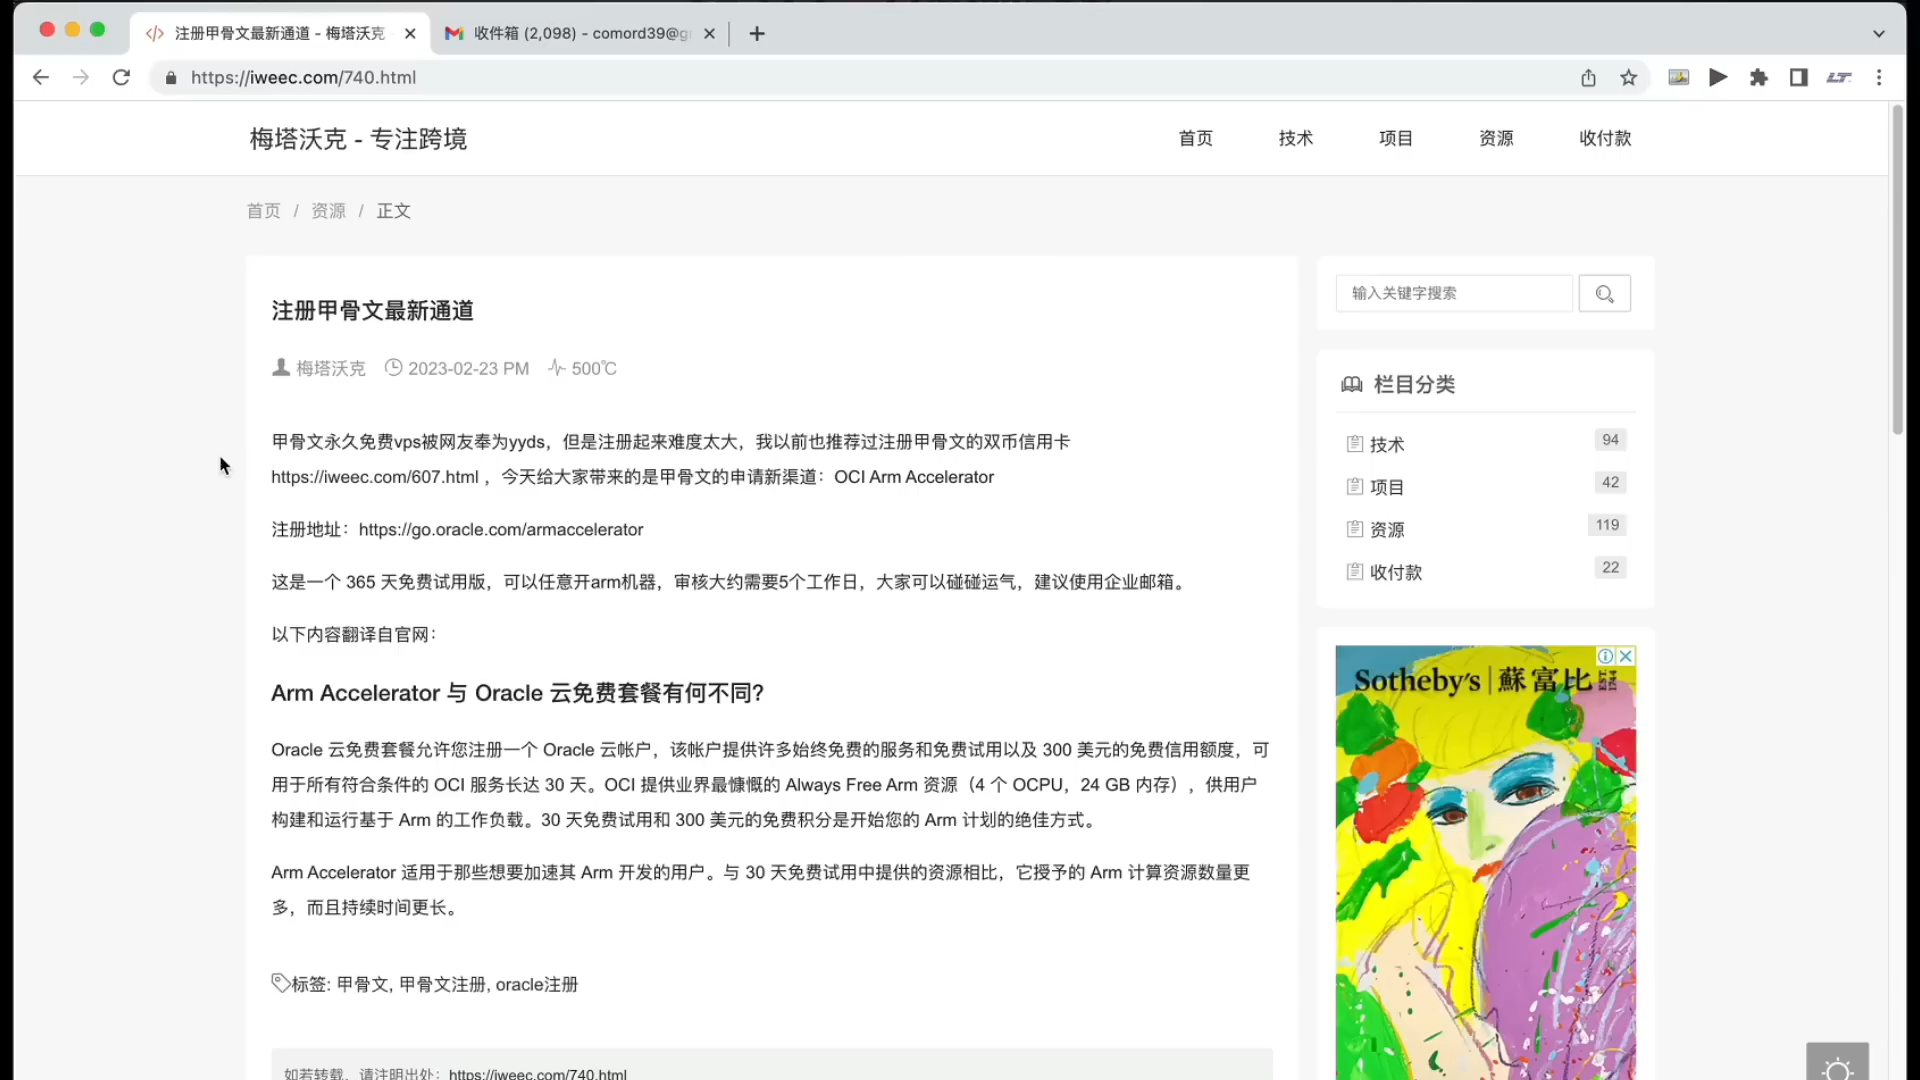 注册甲骨文最新通道 - 梅塔沃克
收件箱 (2,098) - comord39@g
https://iweec.com/740.html
梅塔沃克 - 专注跨境
首页
技术
项目
资源
收付款
首页 / 资源 / 正文
注册甲骨文最新通道
梅塔沃克 2023-02-23 PM 500℃
甲骨文永久免费vps被网友奉为yyds，但是注册起来难度太大，我以前也推荐过注册甲骨文的双币信用卡
https://iweec.com/607.html ，今天给大家带来的是甲骨文的申请新渠道：OCI Arm Accelerator
注册地址：https://go.oracle.com/armaccelerator
这是一个 365 天免费试用版，可以任意开arm机器，审核大约需要5个工作日，大家可以碰碰运气，建议使用企业邮箱。
以下内容翻译自官网：
Arm Accelerator 与 Oracle 云免费套餐有何不同?
Oracle 云免费套餐允许您注册一个 Oracle 云帐户，该帐户提供许多始终免费的服务和免费试用以及 300 美元的免费信用额度，可
用于所有符合条件的 OCI 服务长达 30 天。OCI 提供业界最慷慨的 Always Free Arm 资源（4 个 OCPU，24 GB 内存），供用户
构建和运行基于 Arm 的工作负载。30 天免费试用和 300 美元的免费积分是开始您的 Arm 计划的绝佳方式。
Arm Accelerator 适用于那些想要加速其 Arm 开发的用户。与 30 天免费试用中提供的资源相比，它授予的 Arm 计算资源数量更
多，而且持续时间更长。
标签: 甲骨文, 甲骨文注册, oracle注册
如若转载，请注明出处：https://iweec.com/740.html
输入关键字搜索
栏目分类
技术 94
项目 42
资源 119
收付款 22
Sotheby's | 蘇富比 EST. 1744